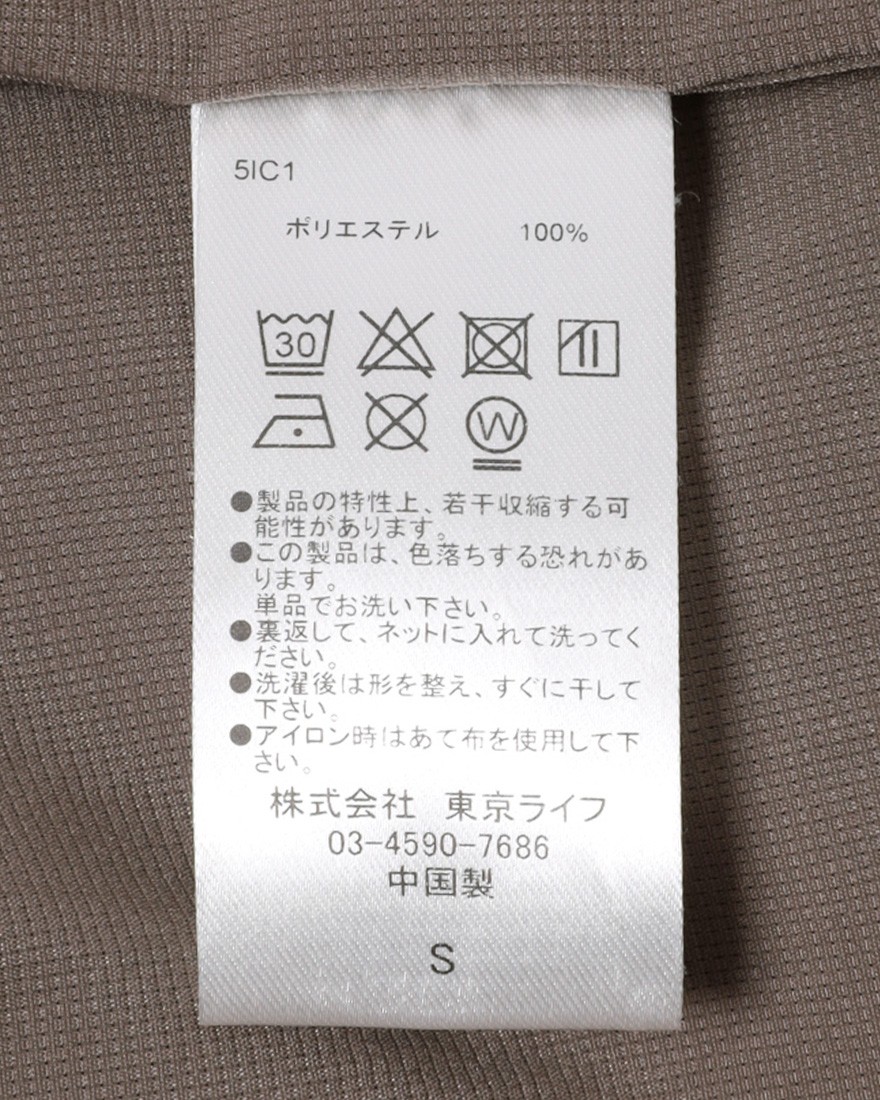 5IC1
ポリエステル 100%
30
W
●製品の特性上、若干収縮する可
能性があります。
●この製品は、色落ちする恐れがあ
ります。
単品でお洗い下さい。
●裏返して、ネットに入れて洗ってく
ださい。
●洗濯後は形を整え、すぐに干して
下さい。
●アイロン時はあて布を使用して下
さい。
株式会社 東京ライフ
03-4590-7686
中国製
S